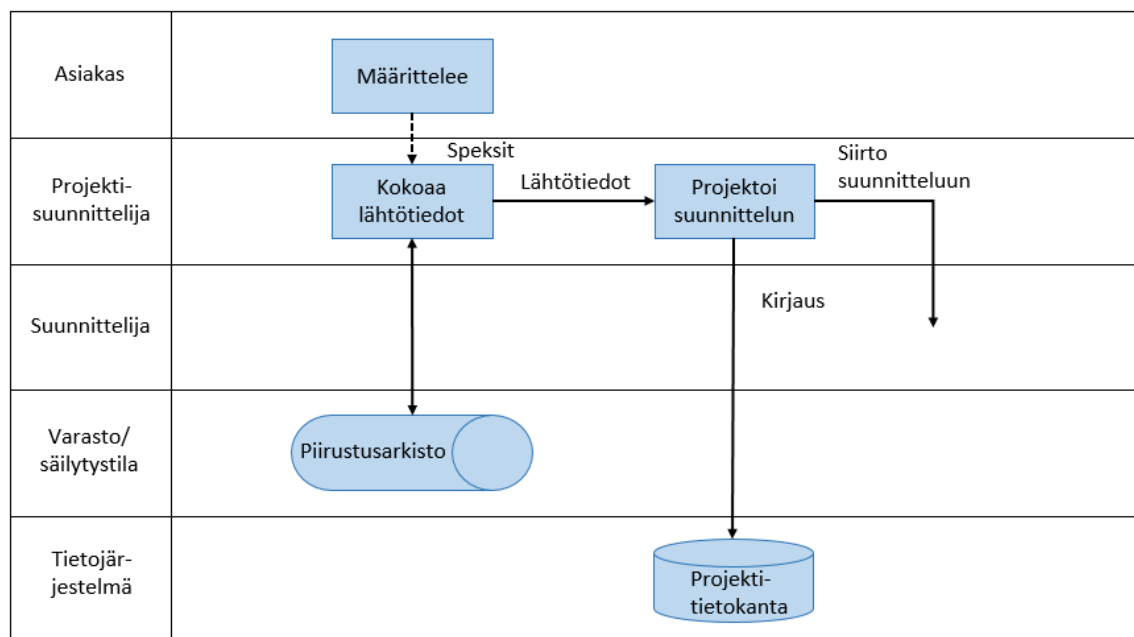 Asiakas
Määrittelee
Speksit
Siirto
suunnitteluun
Projekti-
suunnittelija
Kokoaa
lähtötiedot
Lähtötiedot
Projektoi
suunnittelun
Suunnittelija
Kirjaus
Varasto/
säilytystila
Piirustusarkisto
Tietojär-
jestelmä
Projekti-
tietokanta